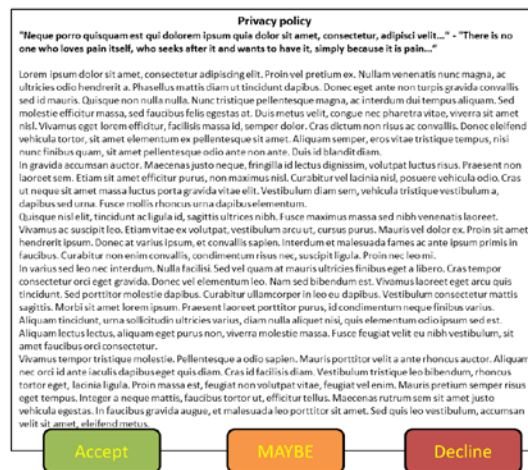 Privacy policy
"Neque porro quisquam est qui dolorem ipsum quia dolor sit amet, consectetur, adipisci velit..." - "There is no
one who loves pain itself, who seeks after it and wants to have it, simply because it is pain..."
Lorem ipsum dolor sit amet, consectetur adipiscing elit. Proin vel pretium ex. Nullam venenatis nunc magna, ac
ultricies odio hendrerit a. Phasellus mattis diam ut tincidunt dapibus. Donec eget ante non turpis gravida convallis
sed id mauris. Quisque non nulla nulla. Nunc tristique pellentesque magna, ac interdum dui tempus aliquam. Sed
molestie efficitur massa, sed faucibus felis egestas at. Duis metus velit, congue nec pharetra vitae, viverra sit amet
nisl. Vivamus eget lorem efficitur, facilisis massa id, semper dolor. Cras dictum non risus ac convallis. Donec eleifend
vehicula tortor, sit amet elementum ex pellentesque sit amet. Aliquam semper, eros vitae tristique tempus, nisi
nunc finibus quam, sit amet pellentesque odio ante non ante. Duis id blandit diam.
In gravida accumsan auctor. Maecenas justo neque, fringilla id lectus dignissim, volutpat luctus risus. Praesent non
laoreet sem. Etiam sit amet efficitur purus, non maximus nisl. Curabitur vel lacinia nisl, posuere vehicula odio. Cras
ut neque sit amet massa luctus porta gravida vitae elit. Vestibulum diam sem, vehicula tristique vestibulum a,
dapibus sed urna. Fusce mollis rhoncus urna dapibus elementum.
Quisque nisl elit, tincidunt ac ligula id, sagittis ultrices nibh. Fusce maximus massa sed nibh venenatis laoreet.
Vivamus ac suscipit leo. Etiam vitae ex volutpat, vestibulum arcu ut, cursus purus. Mauris vel dolor ex. Proin sit amet
hendrerit ipsum. Donec at varius ipsum, et convallis sapien. Interdum et malesuada fames ac ante ipsum primis in
faucibus. Curabitur non enim convallis, condimentum risus nec, suscipit ligula. Proin nec leo mi.
In varius sed leo nec interdum. Nulla facilisi. Sed vel quam at mauris ultricies finibus eget a libero. Cras tempor
consectetur orci eget gravida. Donec vel elementum leo. Nam sed bibendum est. Vivamus laoreet eget arcu quis
tincidunt. Sed porttitor molestie dapibus. Curabitur ullamcorper in leo eu dapibus. Vestibulum consectetur mattis
sagittis. Morbi sit amet lorem ipsum. Praesent laoreet porttitor purus, id condimentum neque finibus varius.
Aliquam tincidunt, urna sollicitudin ultricies varius, diam nulla aliquet nisi, quis elementum odio ipsum sed est.
Aliquam lectus lectus, aliquam eget purus non, viverra molestie massa. Fusce feugiat velit eu nibh vestibulum, sit
amet faucibus orci consectetur.
Vivamus tempor tristique molestie. Pellentesque a odio sapien. Mauris porttitor velit a ante rhoncus auctor. Aliquam
nec orci id ante iaculis dapibus eget quis diam. Cras id facilisis diam. Vestibulum tristique leo bibendum, rhoncus
tortor eget, lacinia ligula. Proin massa est, feugiat non volutpat vitae, feugiat vel enim. Mauris pretium semper risus
eget tempus. Integer a neque mattis, faucibus tortor ut, efficitur tellus. Maecenas rutrum sem sit amet justo
vehicula egestas. In faucibus gravida augue, et malesuada leo porttitor sit amet. Sed quis leo vestibulum, accumsan
velit sit amet, eleifend metus.
Accept MAYBE Decline